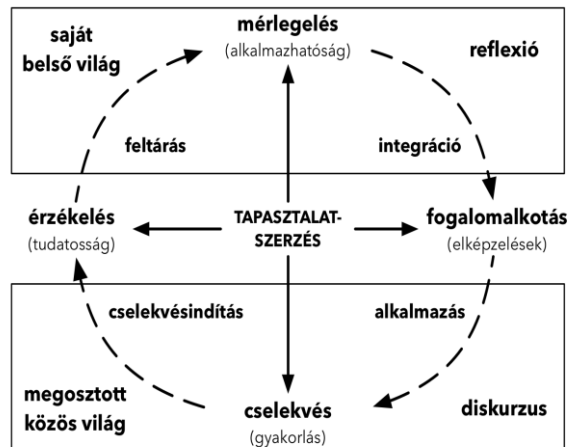 saját
belső világ
mérlegelés
(alkalmazhatóság)
reflexió
feltárás
integráció
érzékelés
(tudatosság)
TAPASZTALAT-
SZERZÉS
fogalomalkotás
(elképzelések)
cselekvésindítás
alkalmazás
megosztott
közös világ
cselekvés
(gyakorlás)
diskurzus